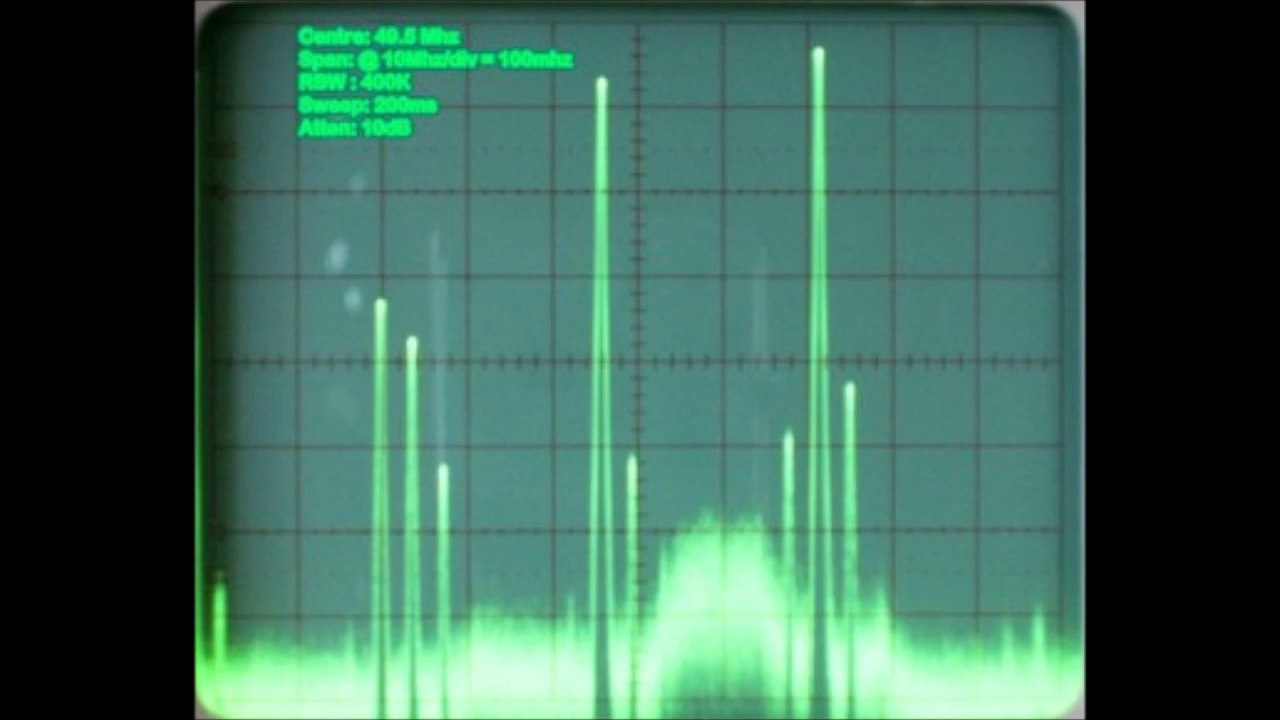 Centre: 49.5 Mhz
Span: @ 10Mhz/div = 100mhz
RBW : 400K
Sweep: 200ms
Atten: 10dB